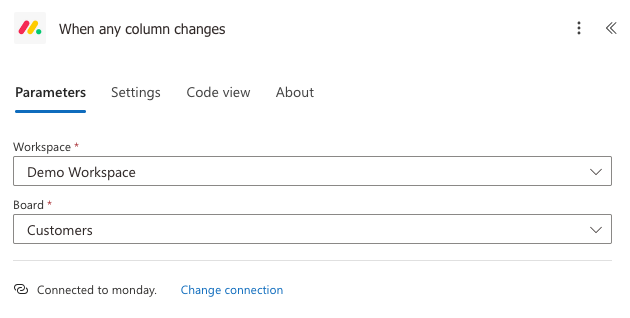 When any column changes
Parameters Settings Code view About
Workspace *
Demo Workspace
Board *
Customers
Connected to monday. Change connection